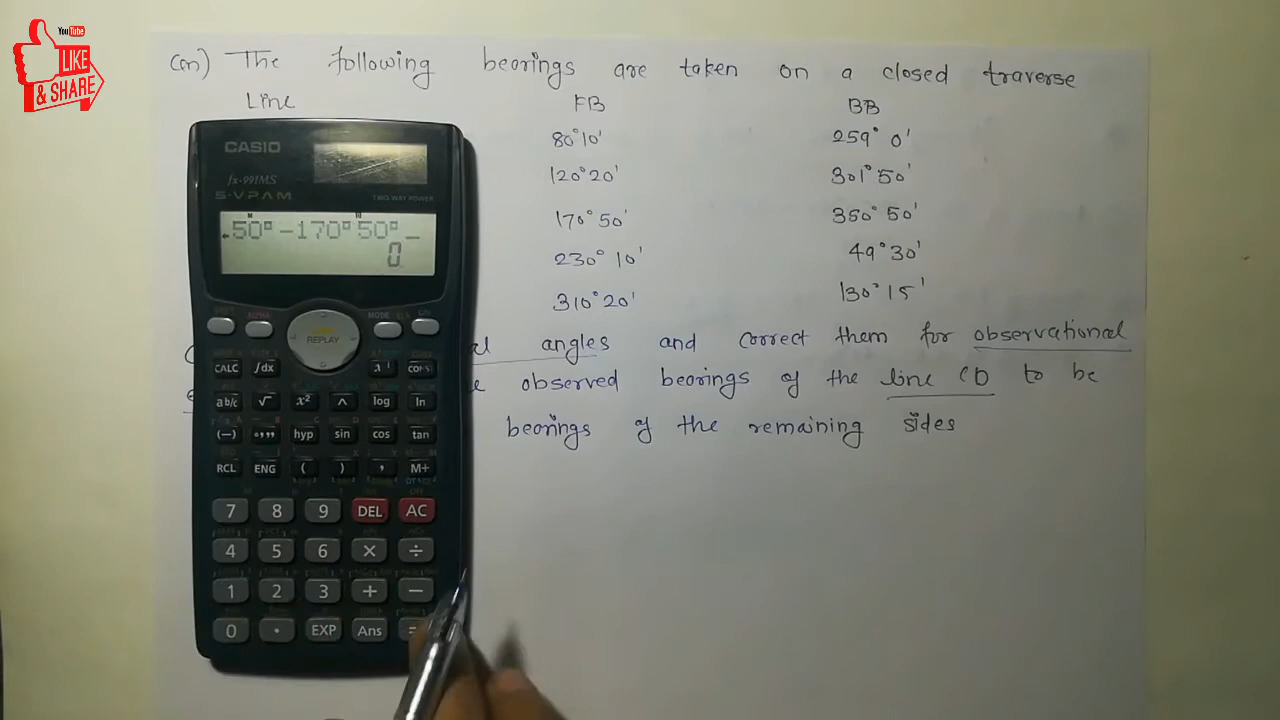 YouTube
LIKE
& SHARE
(m) The following bearings are taken on a closed traverse
Line FB BB
80°10' 259° 0'
120°20' 301°50'
170°50' 350°50'
230°10' 49°30'
310°20' 130°15'
al angles and correct them for observational
observed bearings of the line CD to be
bearings of the remaining sides
CASIO
fx-991MS
S-V.P.A.M.
TWO WAY POWER
50° -170°50°_
0
REPLAY
MODE
CALC ∫dx CONST
ab/c √ x² ^ log ln
(−) °,,, hyp sin cos tan
RCL ENG ( ) , M+
7 8 9 DEL AC
4 5 6 × ÷
1 2 3 + −
0 . EXP Ans